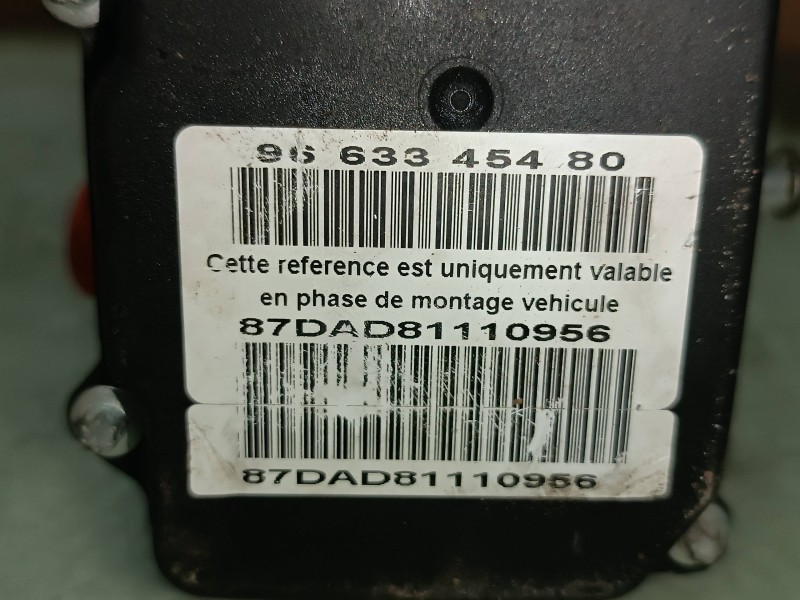 96 633 454 80
Cette reference est uniquement valable
en phase de montage vehicule
87DAD81110956
87DAD81110956